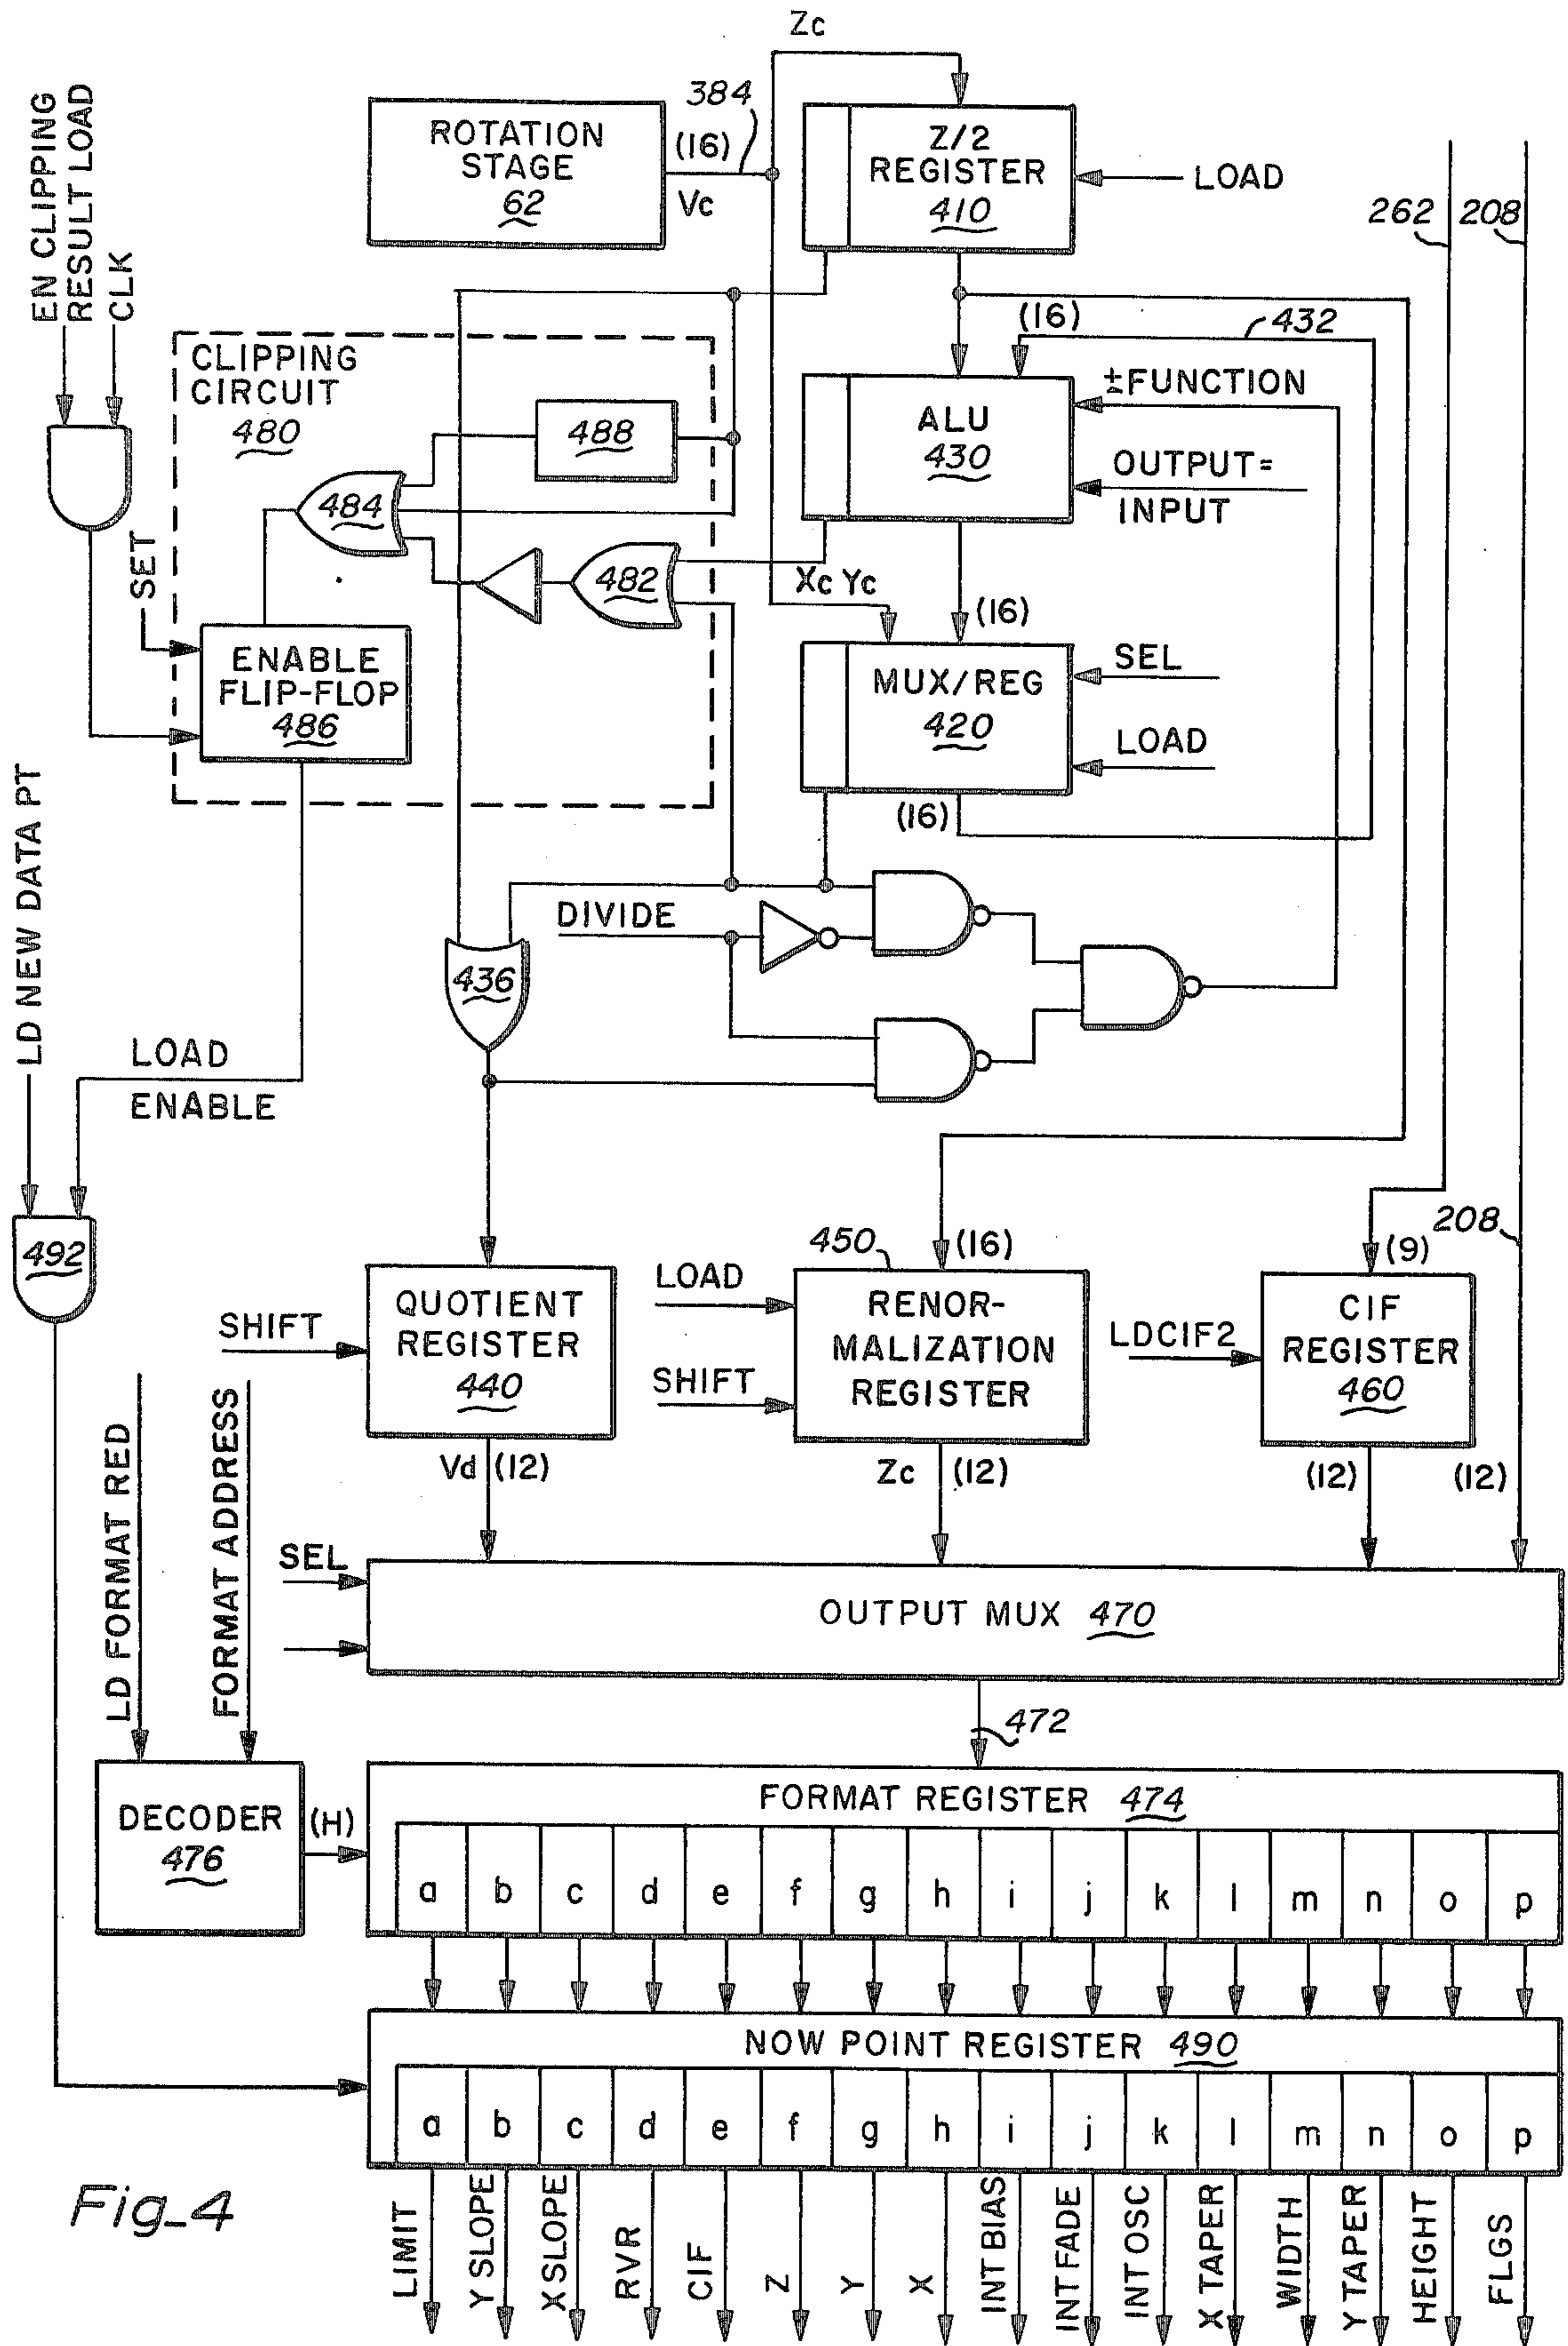 Zc
EN CLIPPING
RESULT LOAD
CLK
ROTATION
STAGE
62
(16)
Vc
384
Z/2
REGISTER
410
LOAD
262
208
CLIPPING
CIRCUIT
480
488
484
482
SET
ENABLE
FLIP-FLOP
486
(16)
432
ALU
430
±FUNCTION
OUTPUT=
INPUT
Xc Yc
(16)
MUX/REG
420
SEL
LOAD
(16)
LD NEW DATA PT
DIVIDE
436
LOAD
ENABLE
492
SHIFT
QUOTIENT
REGISTER
440
LOAD
SHIFT
450
(16)
RENOR-
MALIZATION
REGISTER
LDCIF2
(9)
CIF
REGISTER
460
208
LD FORMAT RED
FORMAT ADDRESS
Vd (12)
Zc (12)
(12)
(12)
SEL
OUTPUT MUX 470
472
DECODER
476
(H)
FORMAT REGISTER 474
a b c d e f g h i j k l m n o p
NOW POINT REGISTER 490
a b c d e f g h i j k l m n o p
LIMIT
Y SLOPE
X SLOPE
RVR
CIF
Z
Y
X
INT BIAS
INT FADE
INT OSC
X TAPER
WIDTH
Y TAPER
HEIGHT
FLGS
Fig_4